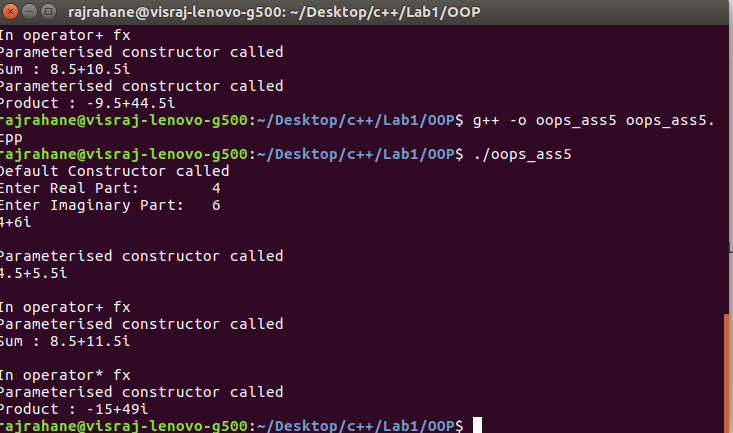 rajrahane@visraj-lenovo-g500: ~/Desktop/c++/Lab1/OOP
In operator+ fx
Parameterised constructor called
Sum : 8.5+10.5i
Parameterised constructor called
Product : -9.5+44.5i
rajrahane@visraj-lenovo-g500:~/Desktop/c++/Lab1/OOP$ g++ -o oops_ass5 oops_ass5.
cpp
rajrahane@visraj-lenovo-g500:~/Desktop/c++/Lab1/OOP$ ./oops_ass5
Default Constructor called
Enter Real Part:        4
Enter Imaginary Part:   6
4+6i
Parameterised constructor called
4.5+5.5i
In operator+ fx
Parameterised constructor called
Sum : 8.5+11.5i
In operator* fx
Parameterised constructor called
Product : -15+49i
rajrahane@visraj-lenovo-g500:~/Desktop/c++/Lab1/OOP$